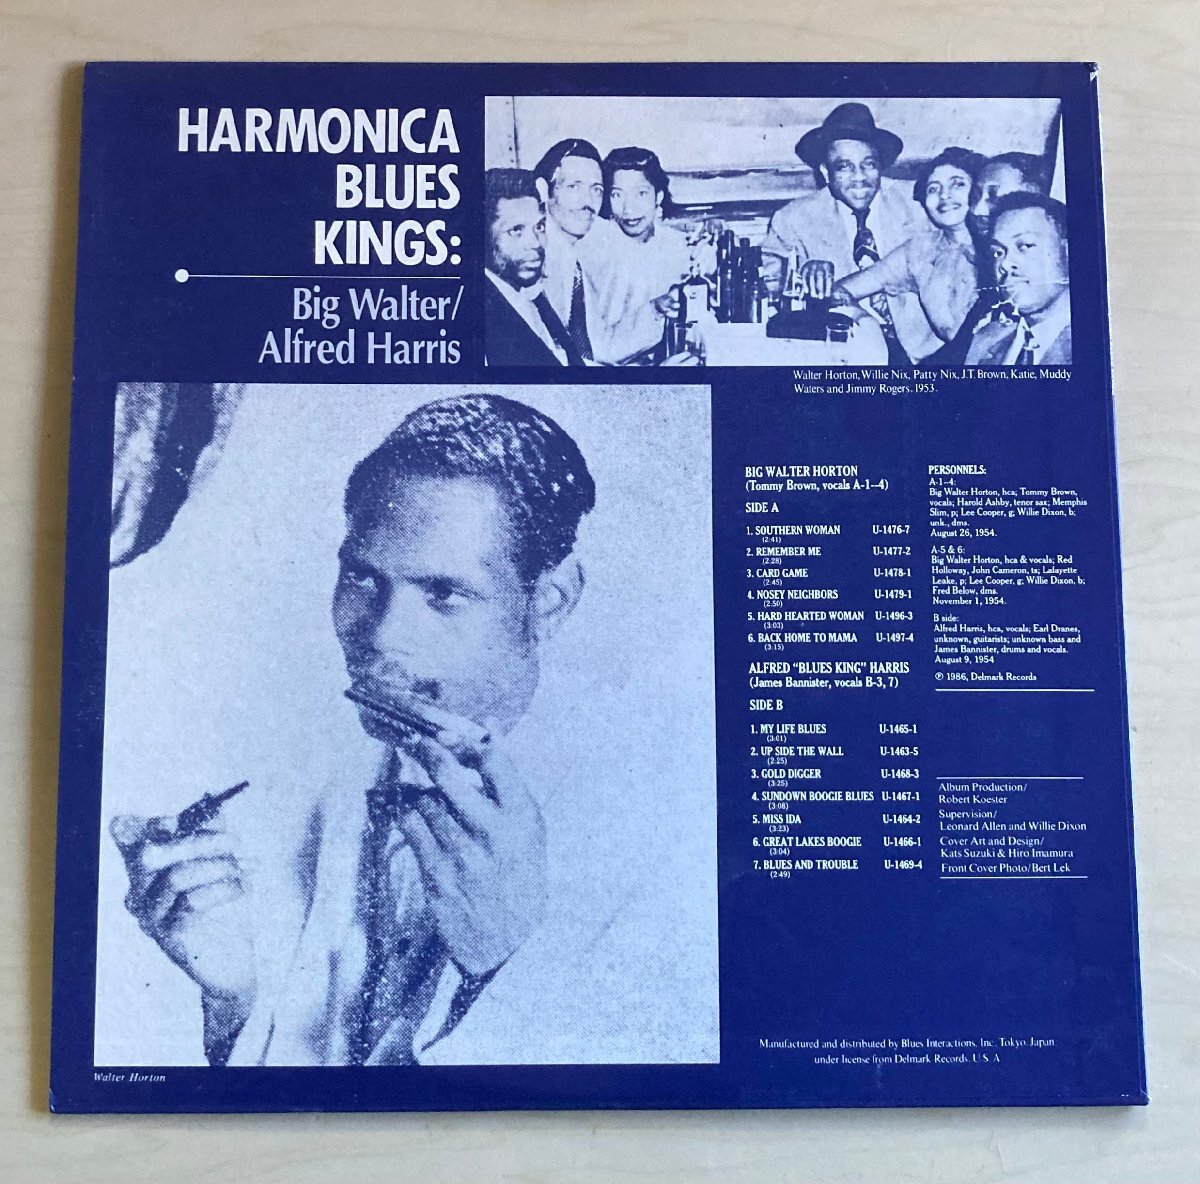 HARMONICA
BLUES
KINGS:
Big Walter/
Alfred Harris
Walter Horton, Willie Nix, Patty Nix, J.T. Brown, Katie, Muddy
Waters and Jimmy Rogers. 1953.
BIG WALTER HORTON
(Tommy Brown, vocals A-1--4)
SIDE A
1. SOUTHERN WOMAN U-1476-7
(2:41)
2. REMEMBER ME U-1477-2
(2:28)
3. CARD GAME U-1478-1
(2:45)
4. NOSEY NEIGHBORS U-1479-1
(2:50)
5. HARD HEARTED WOMAN U-1496-3
(3:03)
6. BACK HOME TO MAMA U-1497-4
(3:15)
ALFRED "BLUES KING" HARRIS
(James Bannister, vocals B-3, 7)
SIDE B
1. MY LIFE BLUES U-1465-1
(3:01)
2. UP SIDE THE WALL U-1463-5
(2:25)
3. GOLD DIGGER U-1468-3
(3:25)
4. SUNDOWN BOOGIE BLUES U-1467-1
(3:08)
5. MISS IDA U-1464-2
(3:23)
6. GREAT LAKES BOOGIE U-1466-1
(3:04)
7. BLUES AND TROUBLE U-1469-4
(2:49)
PERSONNELS:
A-1--4:
Big Walter Horton, hca; Tommy Brown,
vocals; Harold Ashby, tenor sax; Memphis
Slim, p; Lee Cooper, g; Willie Dixon, b;
unk., dms.
August 26, 1954.
A-5 & 6:
Big Walter Horton, hca & vocals; Red
Holloway, John Cameron, ts; Lafayette
Leake, p; Lee Cooper, g; Willie Dixon, b;
Fred Below, dms.
November 1, 1954.
B side:
Alfred Harris, hca, vocals; Earl Dranes,
unknown, guitarists; unknown bass and
James Bannister, drums and vocals.
August 9, 1954
℗ 1986, Delmark Records
Album Production/
Robert Koester
Supervision/
Leonard Allen and Willie Dixon
Cover Art and Design/
Kats Suzuki & Hiro Imamura
Front Cover Photo/Bert Lek
Manufactured and distributed by Blues Interactions, Inc. Tokyo, Japan
under license from Delmark Records. U.S.A.
Walter Horton